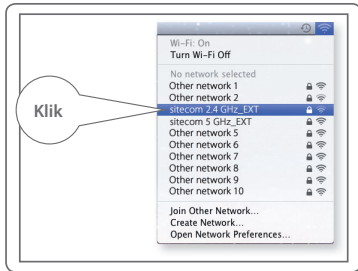 Wi-Fi: On
Turn Wi-Fi Off
No network selected
Other network 1
Other network 2
Klik
sitecom 2.4 GHz_EXT
sitecom 5 GHz_EXT
Other network 5
Other network 6
Other network 7
Other network 8
Other network 9
Other network 10
Join Other Network...
Create Network...
Open Network Preferences...